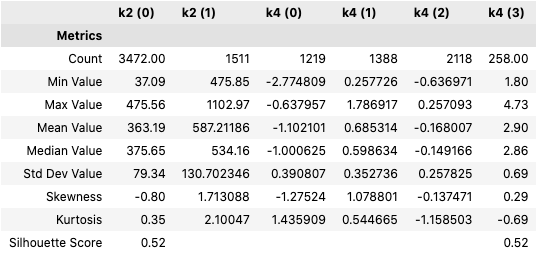 k2 (0) k2 (1) k4 (0) k4 (1) k4 (2) k4 (3)
Metrics
Count 3472.00 1511 1219 1388 2118 258.00
Min Value 37.09 475.85 -2.774809 0.257726 -0.636971 1.80
Max Value 475.56 1102.97 -0.637957 1.786917 0.257093 4.73
Mean Value 363.19 587.21186 -1.102101 0.685314 -0.168007 2.90
Median Value 375.65 534.16 -1.000625 0.598634 -0.149166 2.86
Std Dev Value 79.34 130.702346 0.390807 0.352736 0.257825 0.69
Skewness -0.80 1.713088 -1.27524 1.078801 -0.137471 0.29
Kurtosis 0.35 2.10047 1.435909 0.544665 -1.158503 -0.69
Silhouette Score 0.52 0.52